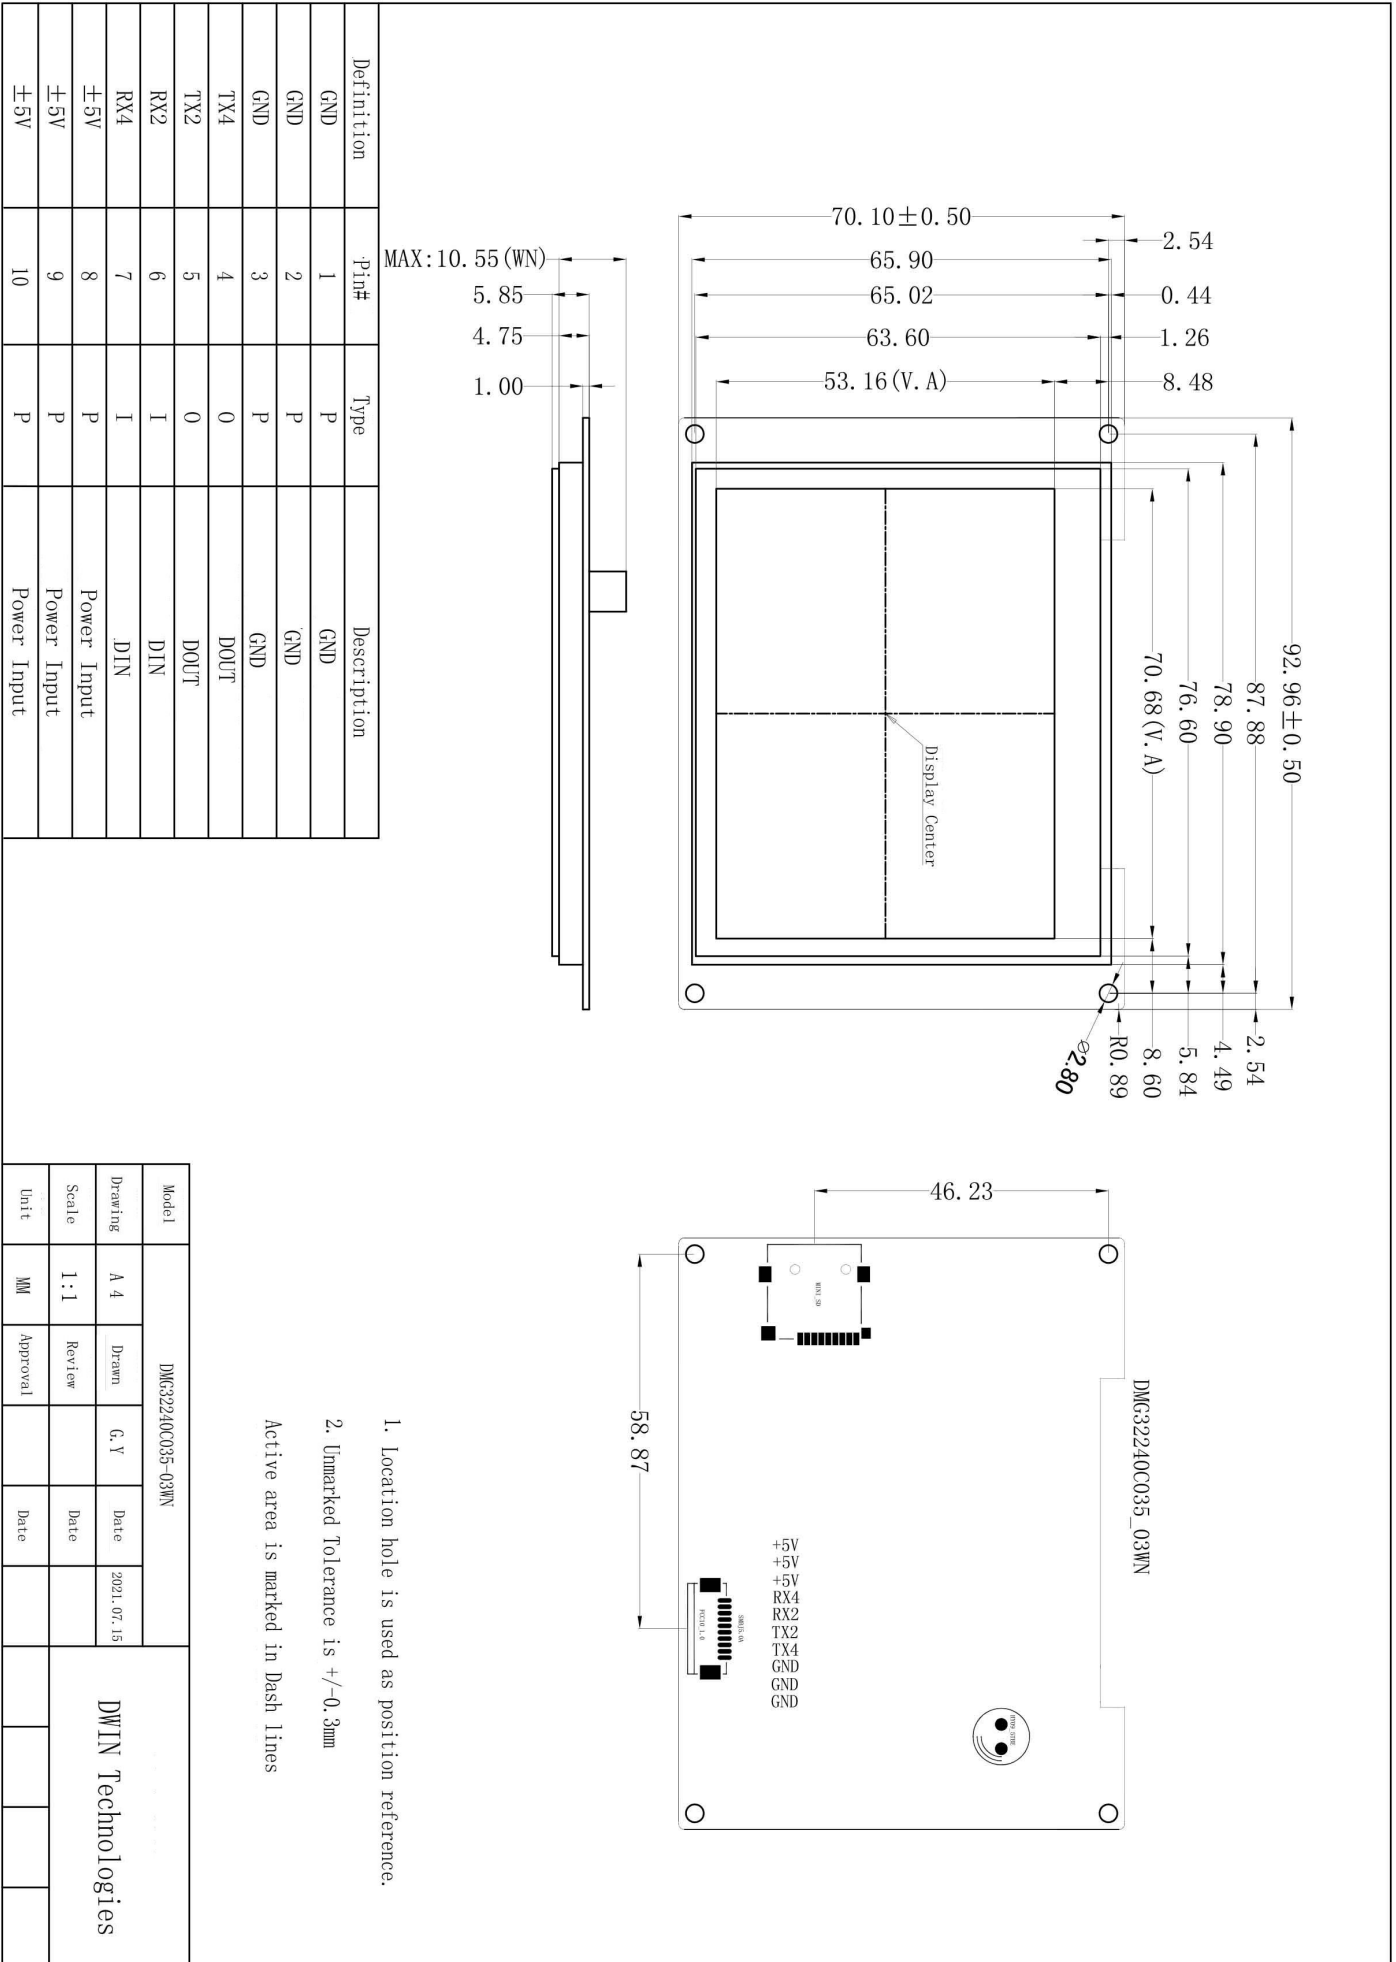 92.96±0.50
87.88
2.54
78.90
4.49
76.60
5.84
70.68(V.A)
8.60
R0.89
⌀2.80
70.10±0.50
2.54
65.90
0.44
65.02
1.26
63.60
8.48
53.16(V.A)
Display Center
MAX:10.55(WN)
5.85
4.75
1.00
DMG32240C035_03WN
46.23
58.87
MINI_SD
+5V
+5V
+5V
RX4
RX2
TX2
TX4
GND
GND
GND
SMBJ5.0A
FCC10_1.0
Definition Pin# Type Description
GND 1 P GND
GND 2 P GND
GND 3 P GND
TX4 4 O DOUT
TX2 5 O DOUT
RX2 6 I DIN
RX4 7 I DIN
±5V 8 P Power Input
±5V 9 P Power Input
±5V 10 P Power Input
1. Location hole is used as position reference.
2. Unmarked Tolerance is +/-0.3mm
Active area is marked in Dash lines
Model DMG32240C035-03WN
Drawing A 4 Drawn G.Y Date 2021.07.15
Scale 1:1 Review Date
Unit MM Approval Date
DWIN Technologies